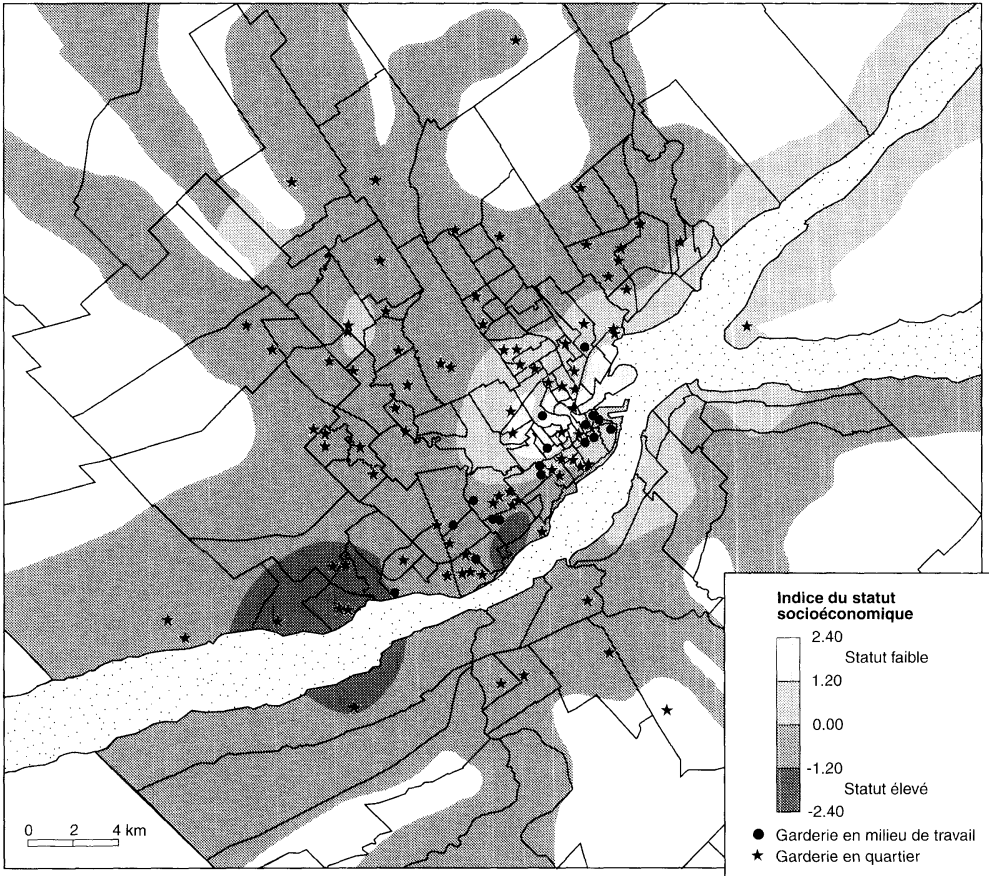 Indice du statut
socioéconomique
2.40
Statut faible
1.20
0.00
-1.20
Statut élevé
-2.40
Garderie en milieu de travail
Garderie en quartier
0 2 4 km